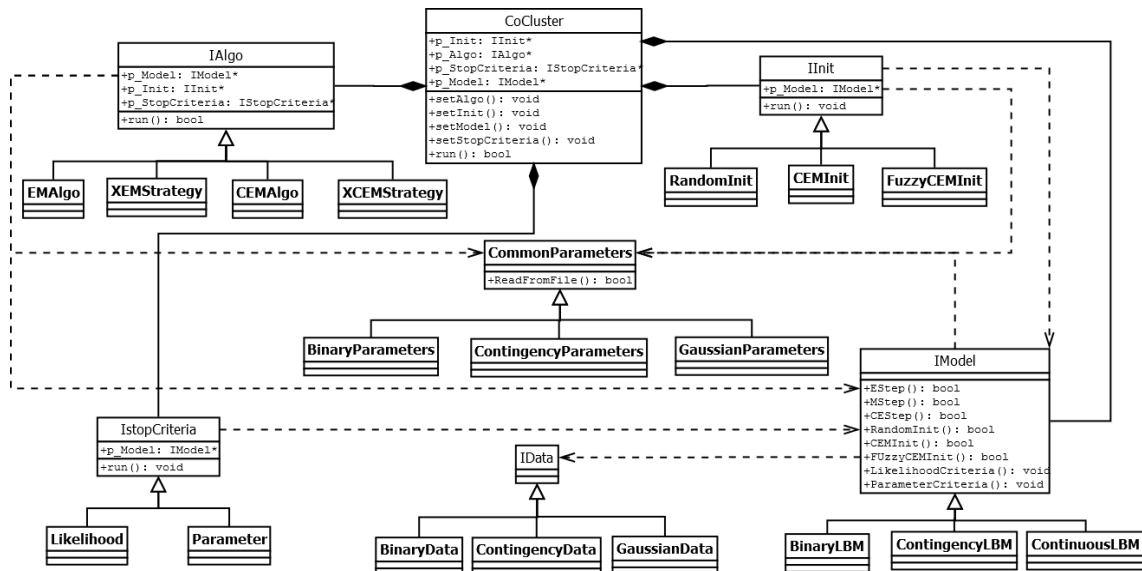 CoCluster
+p_Init: IInit*
+p_Algo: IAlgo*
+p_StopCriteria: IStopCriteria*
+p_Model: IModel*
+setAlgo(): void
+setInit(): void
+setModel(): void
+setStopCriteria(): void
+run(): bool
IAlgo
+p_Model: IModel*
+p_Init: IInit*
+p_StopCriteria: IStopCriteria*
+run(): bool
IInit
+p_Model: IModel*
+run(): void
EMAlgo
XEMStrategy
CEMAlgo
XCEMStrategy
RandomInit
CEMInit
FuzzyCEMInit
CommonParameters
+ReadFromFile(): bool
BinaryParameters
ContingencyParameters
GaussianParameters
IModel
+EStep(): bool
+MStep(): bool
+CEStep(): bool
+RandomInit(): bool
+CEMInit(): bool
+FUzzyCEMInit(): bool
+LikelihoodCriteria(): void
+ParameterCriteria(): void
IstopCriteria
+p_Model: IModel*
+run(): void
IData
Likelihood
Parameter
BinaryData
ContingencyData
GaussianData
BinaryLBM
ContingencyLBM
ContinuousLBM